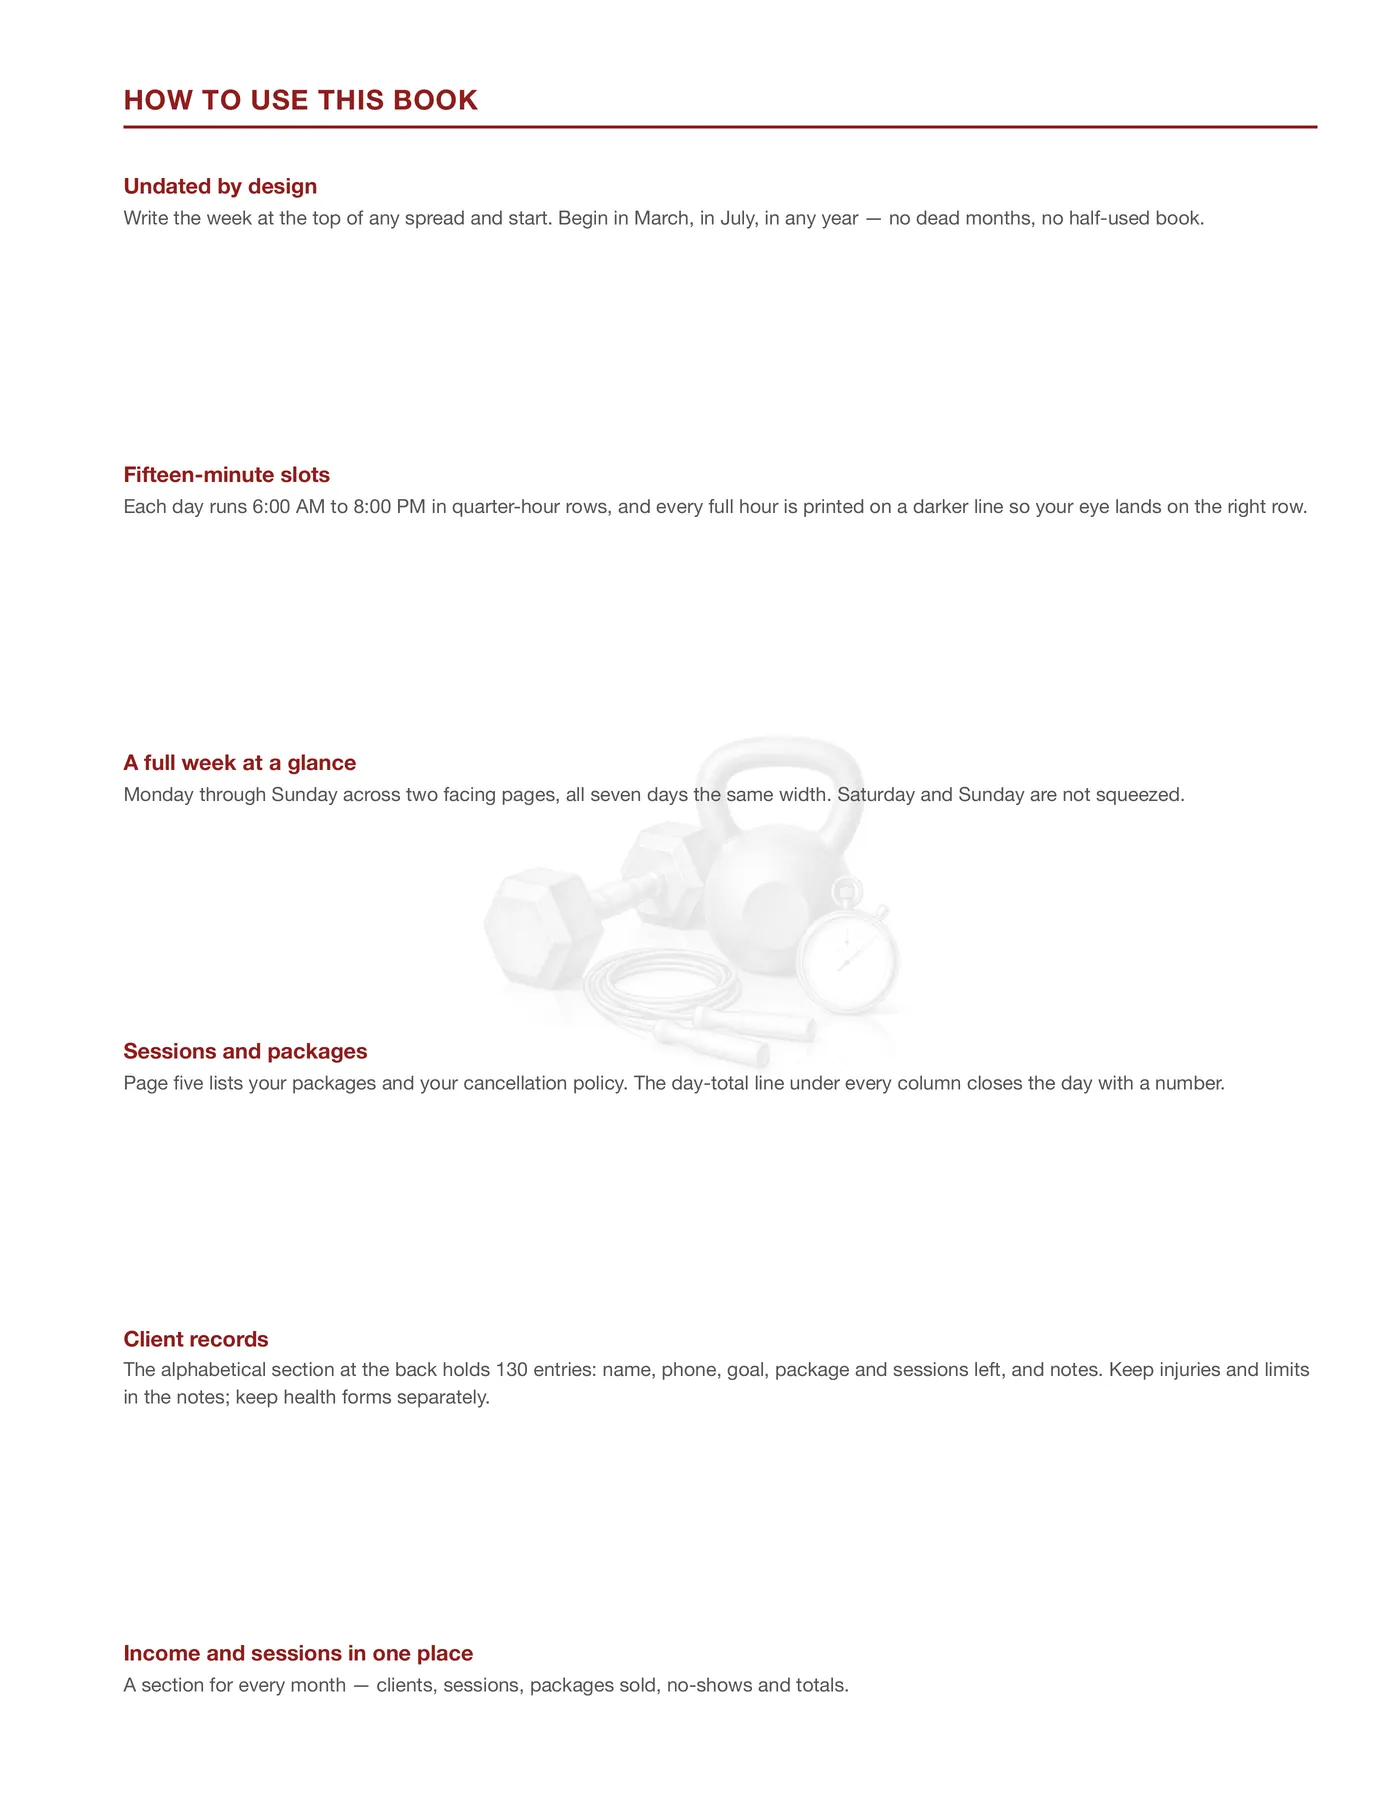 HOW TO USE THIS BOOK
Undated by design
Write the week at the top of any spread and start. Begin in March, in July, in any year — no dead months, no half-used book.
Fifteen-minute slots
Each day runs 6:00 AM to 8:00 PM in quarter-hour rows, and every full hour is printed on a darker line so your eye lands on the right row.
A full week at a glance
Monday through Sunday across two facing pages, all seven days the same width. Saturday and Sunday are not squeezed.
Sessions and packages
Page five lists your packages and your cancellation policy. The day-total line under every column closes the day with a number.
Client records
The alphabetical section at the back holds 130 entries: name, phone, goal, package and sessions left, and notes. Keep injuries and limits
in the notes; keep health forms separately.
Income and sessions in one place
A section for every month — clients, sessions, packages sold, no-shows and totals.